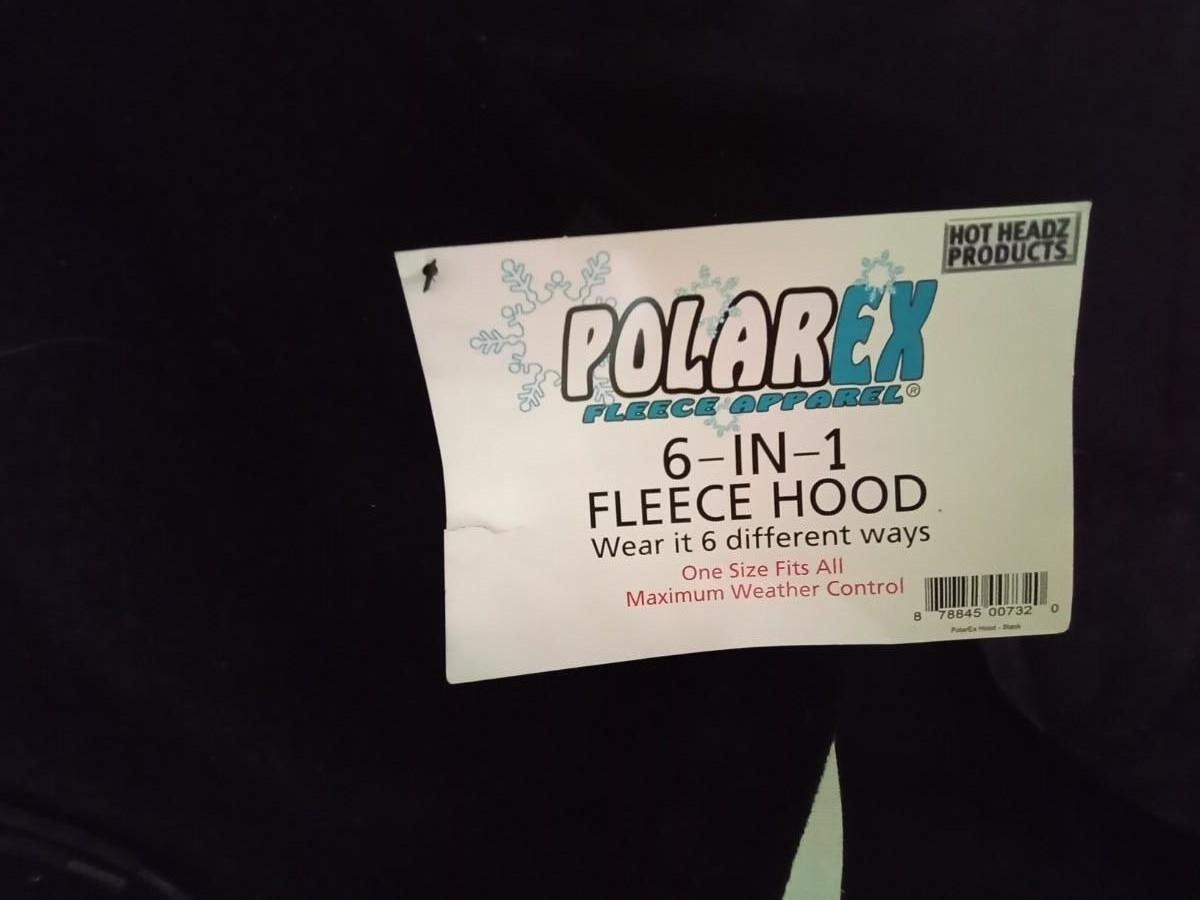 HOT HEADZ
PRODUCTS
POLAREX
FLEECE APPAREL®
6-IN-1
FLEECE HOOD
Wear it 6 different ways
One Size Fits All
Maximum Weather Control
8 78845 00732 0
PolarEx Hood - Black